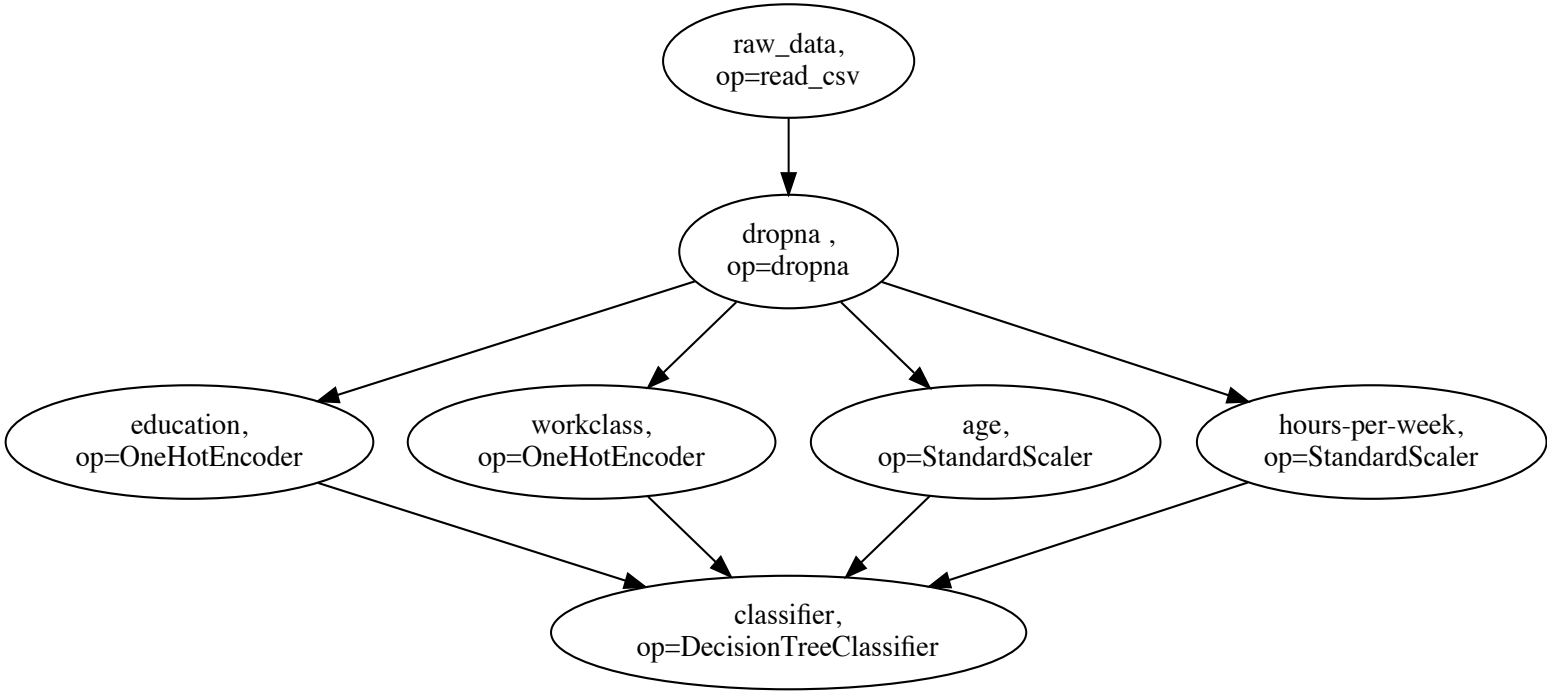 raw_data,
op=read_csv
dropna ,
op=dropna
education,
op=OneHotEncoder
workclass,
op=OneHotEncoder
age,
op=StandardScaler
hours-per-week,
op=StandardScaler
classifier,
op=DecisionTreeClassifier